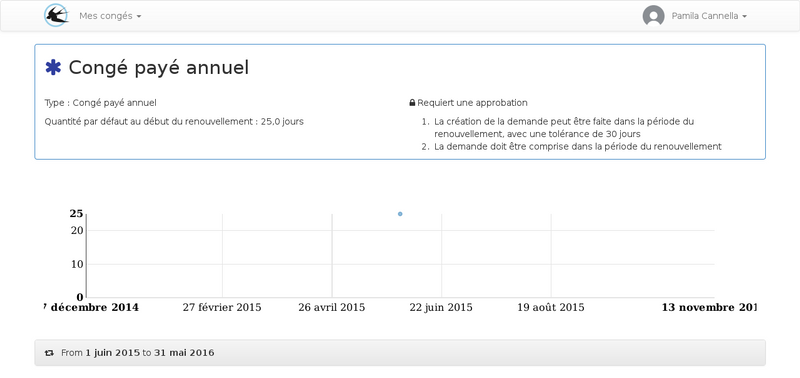 Mes congés
Pamila Cannella
Congé payé annuel
Type : Congé payé annuel
Quantité par défaut au début du renouvellement : 25,0 jours
Requiert une approbation
1. La création de la demande peut être faite dans la période du
renouvellement, avec une tolérance de 30 jours
2. La demande doit être comprise dans la période du renouvellement
25
20
10
0
décembre 2014
27 février 2015
26 avril 2015
22 juin 2015
19 août 2015
13 novembre
From 1 juin 2015 to 31 mai 2016